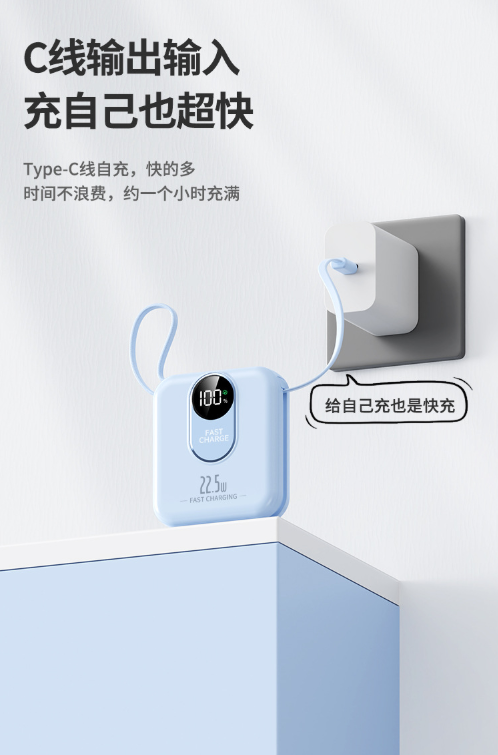 C线输出输入
充自己也超快
Type-C线自充，快的多
时间不浪费，约一个小时充满
100%
FAST
CHARGE
给自己充也是快充
22.5W
FAST CHARGING